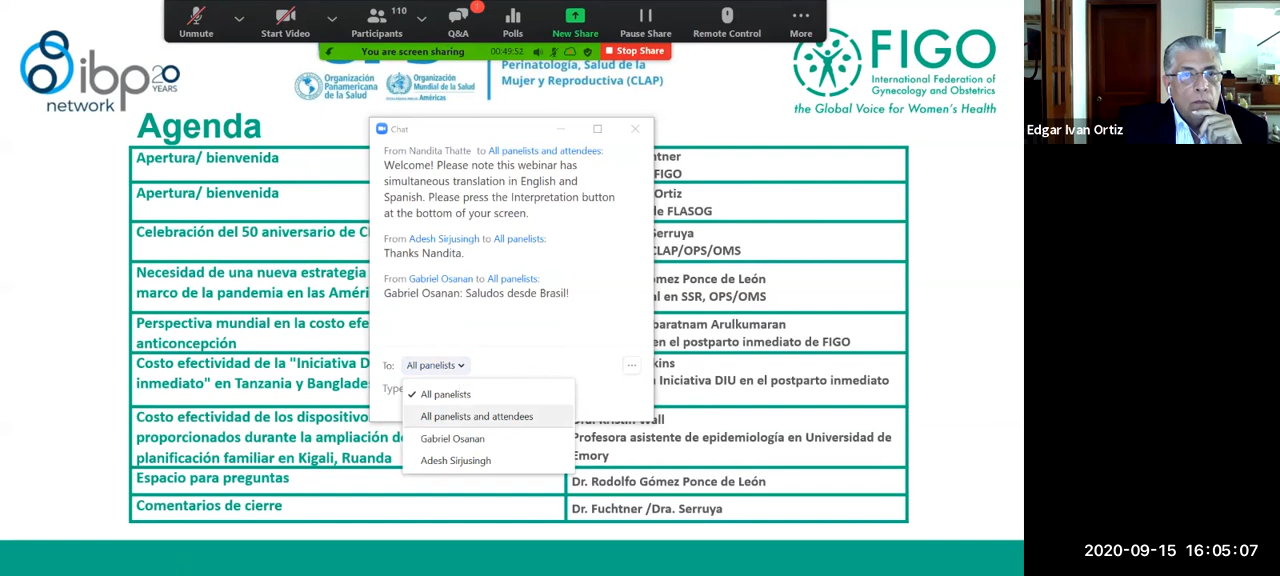 Unmute
Start Video
110
Participants
Q&A
Polls
New Share
Pause Share
Remote Control
More
You are screen sharing
00:49:52
Stop Share
ibp
20
YEARS
network
Organización
Panamericana
de la Salud
Organización
Mundial de la Salud
Américas
Perinatología, Salud de la
Mujer y Reproductiva (CLAP)
FIGO
International Federation of
Gynecology and Obstetrics
the Global Voice for Women's Health
Edgar Ivan Ortiz
Agenda
Apertura/ bienvenida
FIGO
Apertura/ bienvenida
Ortiz
de FLASOG
Celebración del 50 aniversario de
Serruya
CLAP/OPS/OMS
Necesidad de una nueva estrategia
marco de la pandemia en las
Ponce de León
en SSR, OPS/OMS
Perspectiva mundial en la costo
anticoncepción
Arulkumaran
en el postparto inmediato de FIGO
Costo efectividad de la "Iniciativa
inmediato" en Tanzania y
Iniciativa DIU en el postparto inmediato
Costo efectividad de los
proporcionados durante la ampliación
planificación familiar en Kigali, Ruanda
Wall
Profesora asistente de epidemiología en Universidad de
Emory
Espacio para preguntas
Dr. Rodolfo Gómez Ponce de León
Comentarios de cierre
Dr. Fuchtner /Dra. Serruya
Chat
From Nandita Thatte to All panelists and attendees:
Welcome! Please note this webinar has
simultaneous translation in English and
Spanish. Please press the Interpretation button
at the bottom of your screen.
From Adesh Sirjusingh to All panelists:
Thanks Nandita.
From Gabriel Osanan to All panelists:
Gabriel Osanan: Saludos desde Brasil!
To: All panelists
Type
All panelists
All panelists and attendees
Gabriel Osanan
Adesh Sirjusingh
2020-09-15 16:05:07